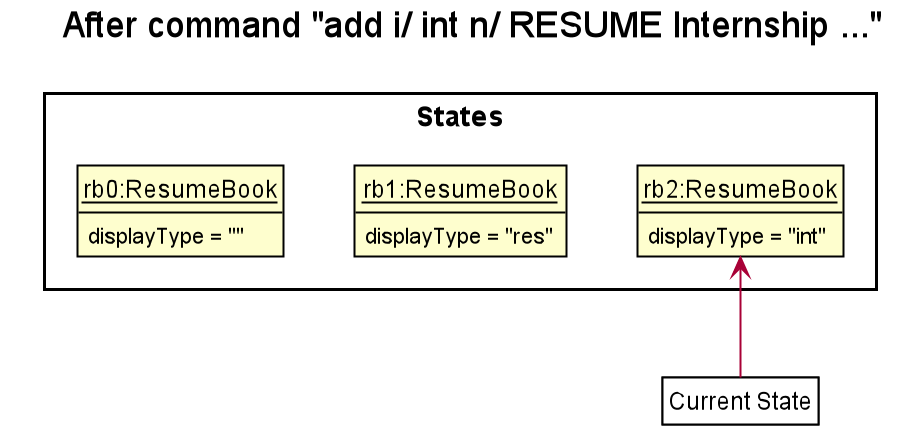 After command "add i/ int n/ RESUME Internship ..."
States
rb0:ResumeBook
displayType = ""
rb1:ResumeBook
displayType = "res"
rb2:ResumeBook
displayType = "int"
Current State